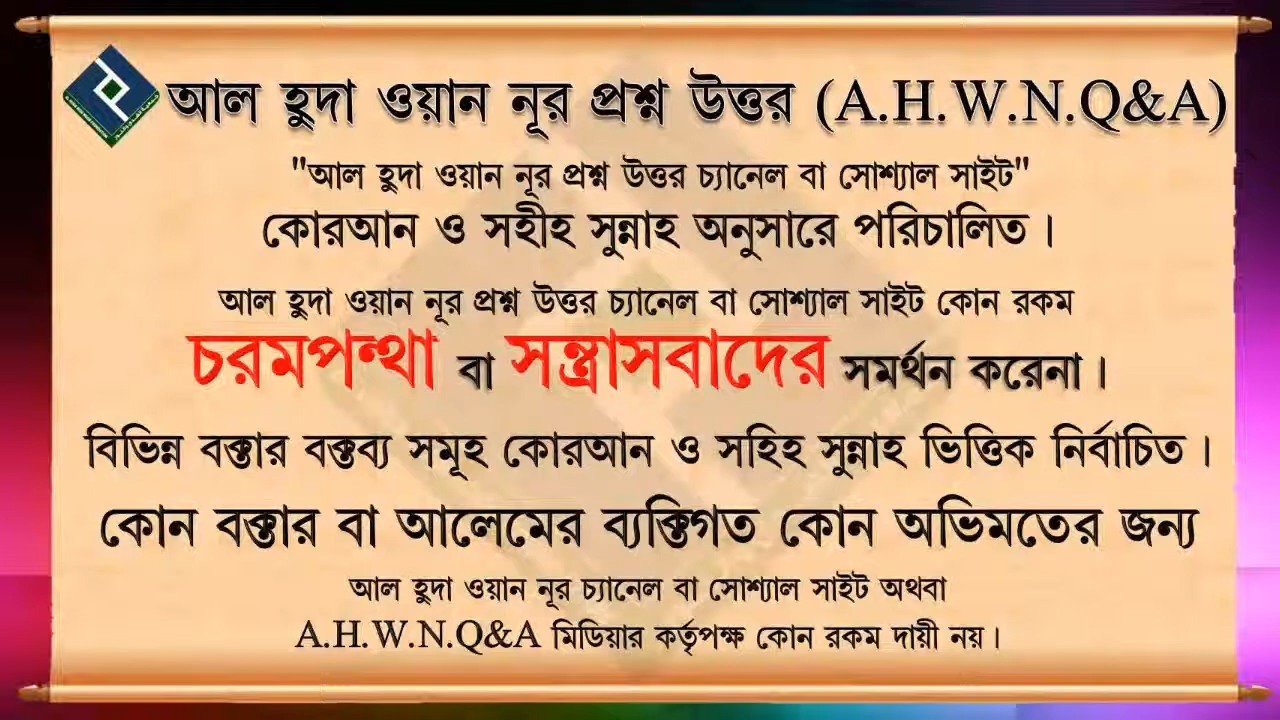 আল হুদা ওয়ান নূর প্রশ্ন উত্তর (A.H.W.N.Q&A)
"আল হুদা ওয়ান নূর প্রশ্ন উত্তর চ্যানেল বা সোশ্যাল সাইট"
কোরআন ও সহীহ সুন্নাহ অনুসারে পরিচালিত।
আল হুদা ওয়ান নূর প্রশ্ন উত্তর চ্যানেল বা সোশ্যাল সাইট কোন রকম
চরমপন্থা বা সন্ত্রাসবাদের সমর্থন করেনা।
বিভিন্ন বক্তার বক্তব্য সমূহ কোরআন ও সহিহ সুন্নাহ ভিত্তিক নির্বাচিত।
কোন বক্তার বা আলেমের ব্যক্তিগত কোন অভিমতের জন্য
আল হুদা ওয়ান নূর চ্যানেল বা সোশ্যাল সাইট অথবা
A.H.W.N.Q&A মিডিয়ার কর্তৃপক্ষ কোন রকম দায়ী নয়।